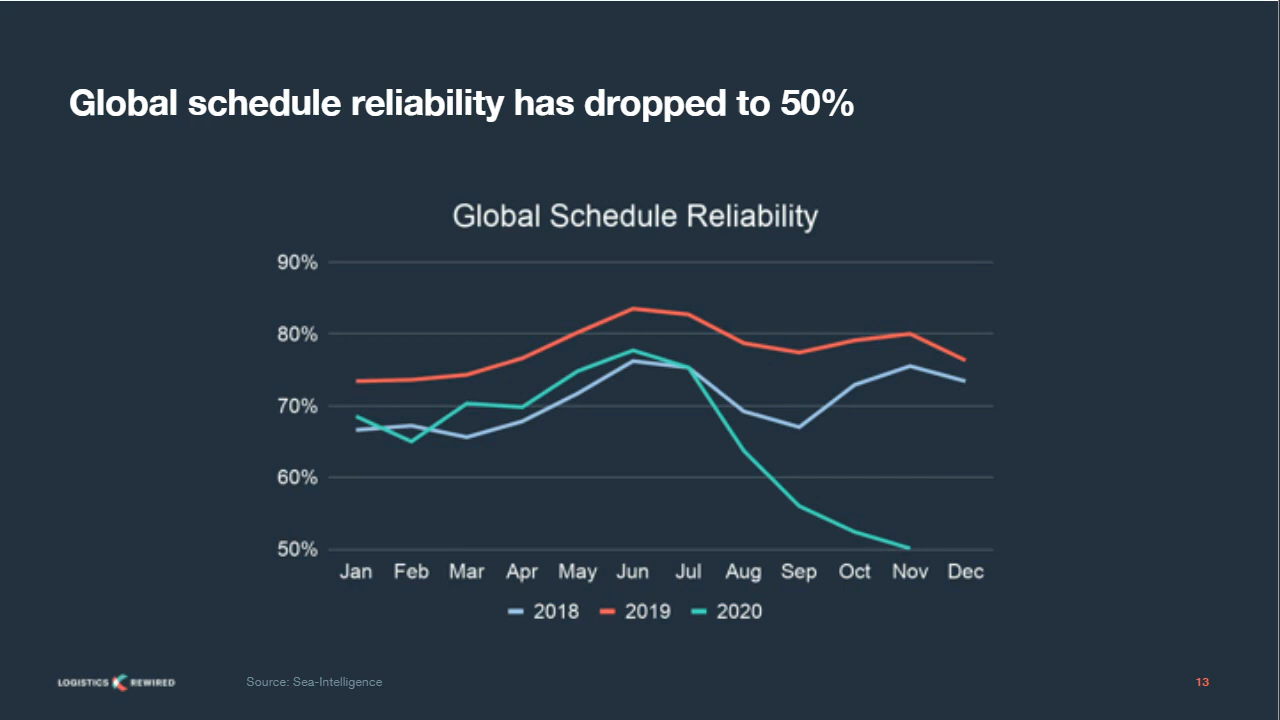 Global schedule reliability has dropped to 50%
Global Schedule Reliability
90%
80%
70%
60%
50%
Jan Feb Mar Apr May Jun Jul Aug Sep Oct Nov Dec
2018 2019 2020
LOGISTICS REWIRED Source: Sea-Intelligence 13